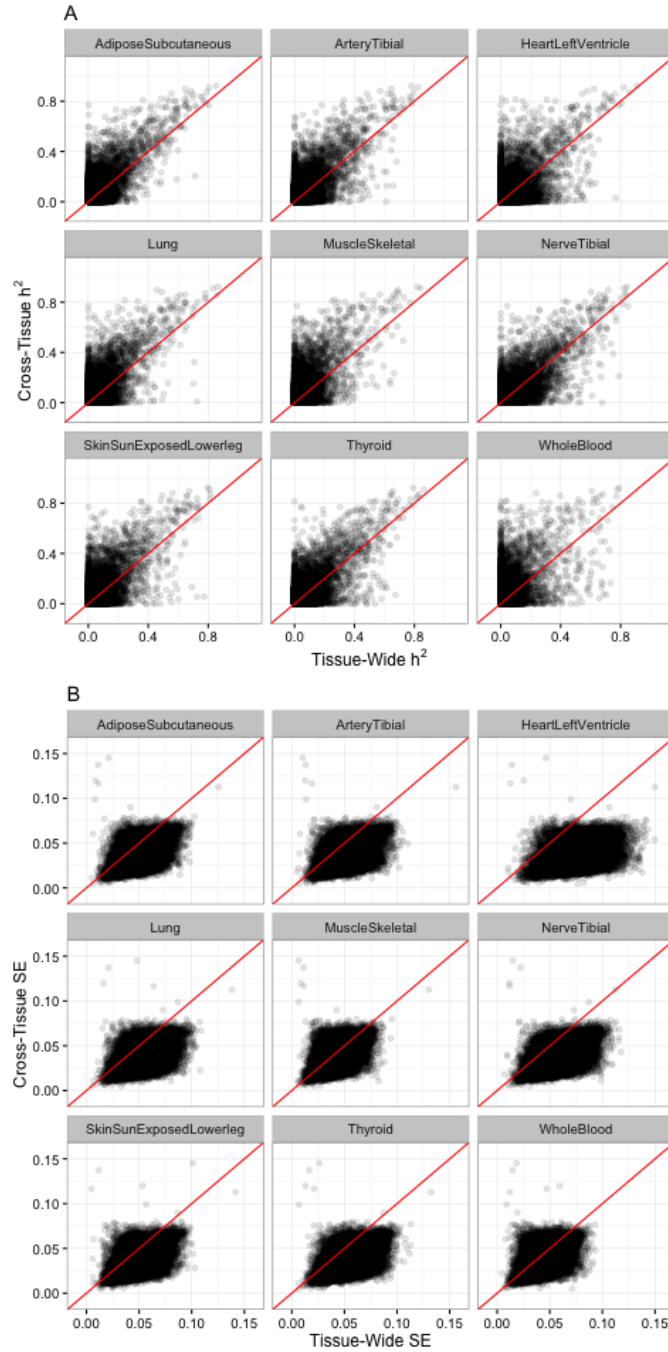 A
AdiposeSubcutaneous ArteryTibial HeartLeftVentricle
0.8
0.4
0.0
Lung MuscleSkeletal NerveTibial
0.8
0.4
0.0
Cross-Tissue h²
SkinSunExposedLowerleg Thyroid WholeBlood
0.8
0.4
0.0
0.0 0.4 0.8 0.0 0.4 0.8 0.0 0.4 0.8
Tissue-Wide h²
B
AdiposeSubcutaneous ArteryTibial HeartLeftVentricle
0.15
0.10
0.05
0.00
Lung MuscleSkeletal NerveTibial
0.15
0.10
0.05
0.00
Cross-Tissue SE
SkinSunExposedLowerleg Thyroid WholeBlood
0.15
0.10
0.05
0.00
0.00 0.05 0.10 0.15 0.00 0.05 0.10 0.15 0.00 0.05 0.10 0.15
Tissue-Wide SE